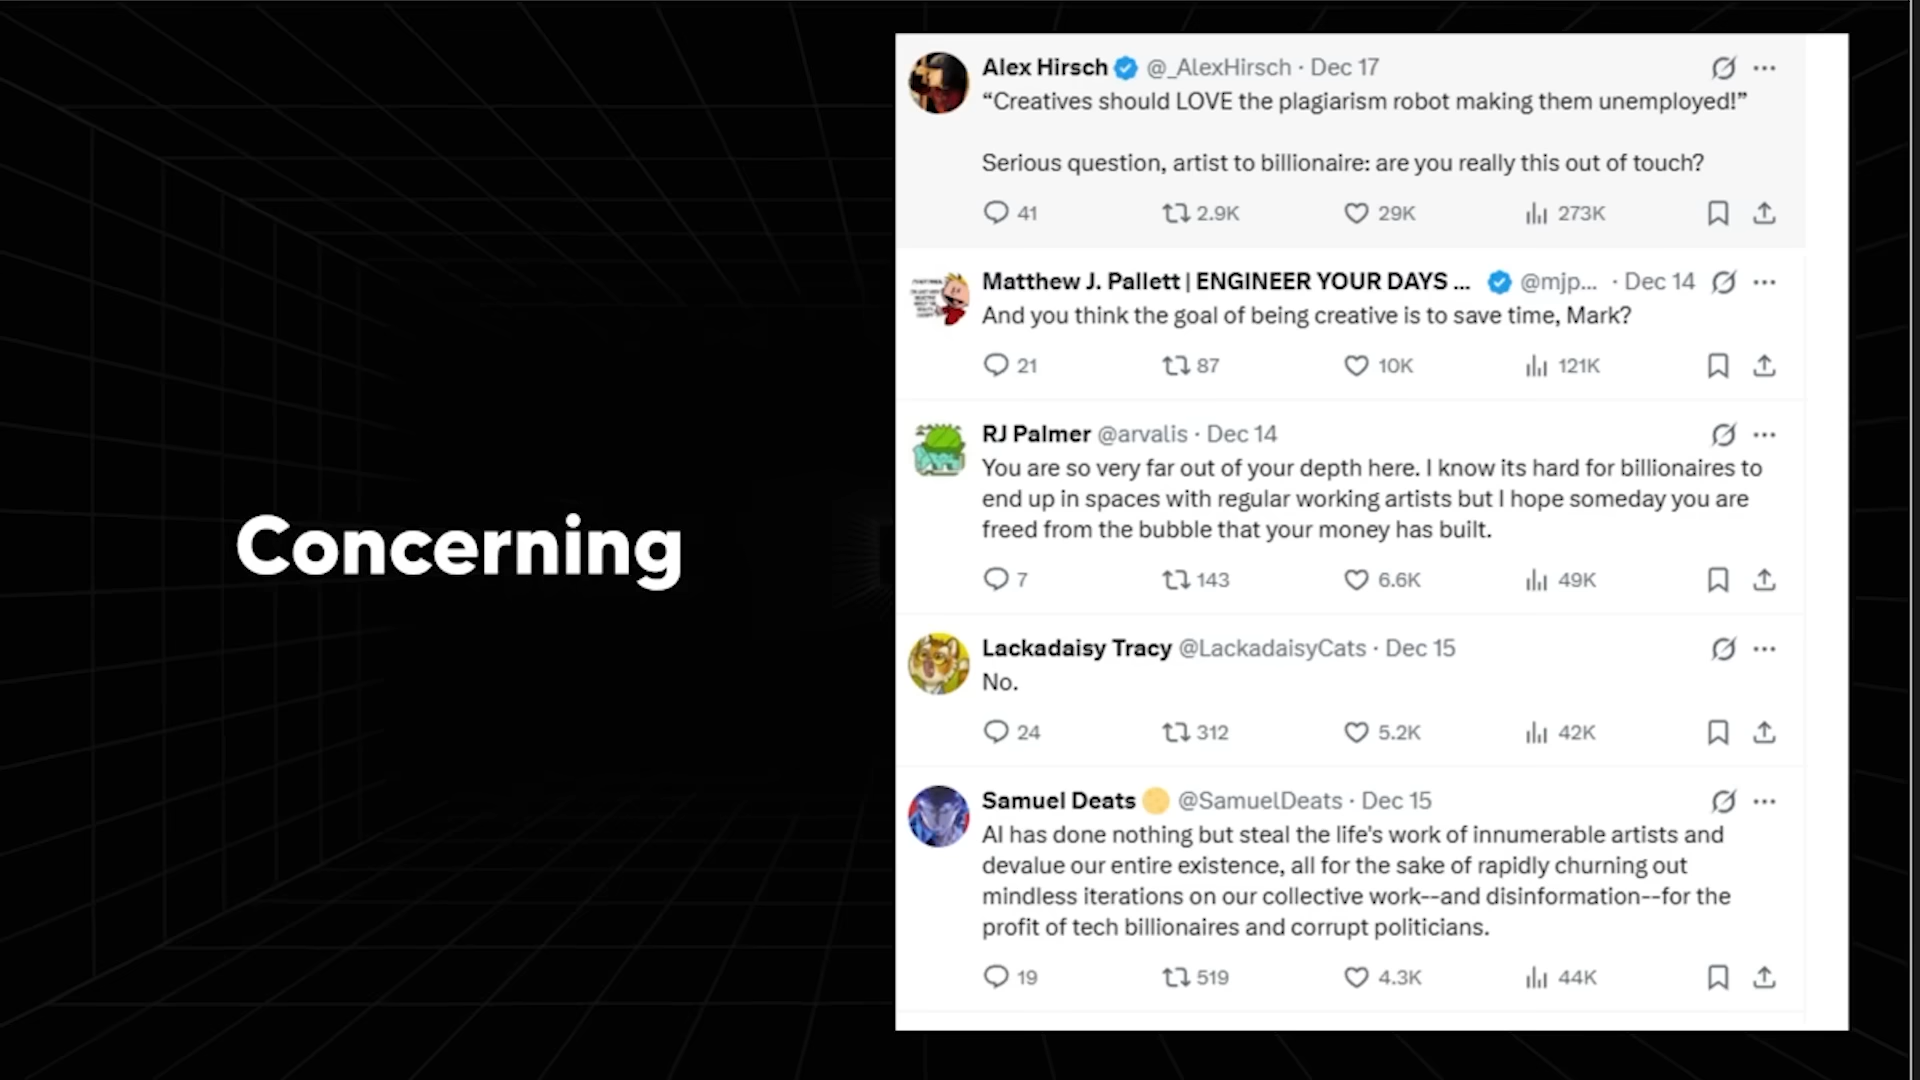 Concerning
Alex Hirsch @_AlexHirsch · Dec 17
“Creatives should LOVE the plagiarism robot making them unemployed!”
Serious question, artist to billionaire: are you really this out of touch?
41 2.9K 29K 273K
Matthew J. Pallett | ENGINEER YOUR DAYS ... @mjp... · Dec 14
And you think the goal of being creative is to save time, Mark?
21 87 10K 121K
RJ Palmer @arvalis · Dec 14
You are so very far out of your depth here. I know its hard for billionaires to
end up in spaces with regular working artists but I hope someday you are
freed from the bubble that your money has built.
7 143 6.6K 49K
Lackadaisy Tracy @LackadaisyCats · Dec 15
No.
24 312 5.2K 42K
Samuel Deats @SamuelDeats · Dec 15
AI has done nothing but steal the life's work of innumerable artists and
devalue our entire existence, all for the sake of rapidly churning out
mindless iterations on our collective work--and disinformation--for the
profit of tech billionaires and corrupt politicians.
19 519 4.3K 44K